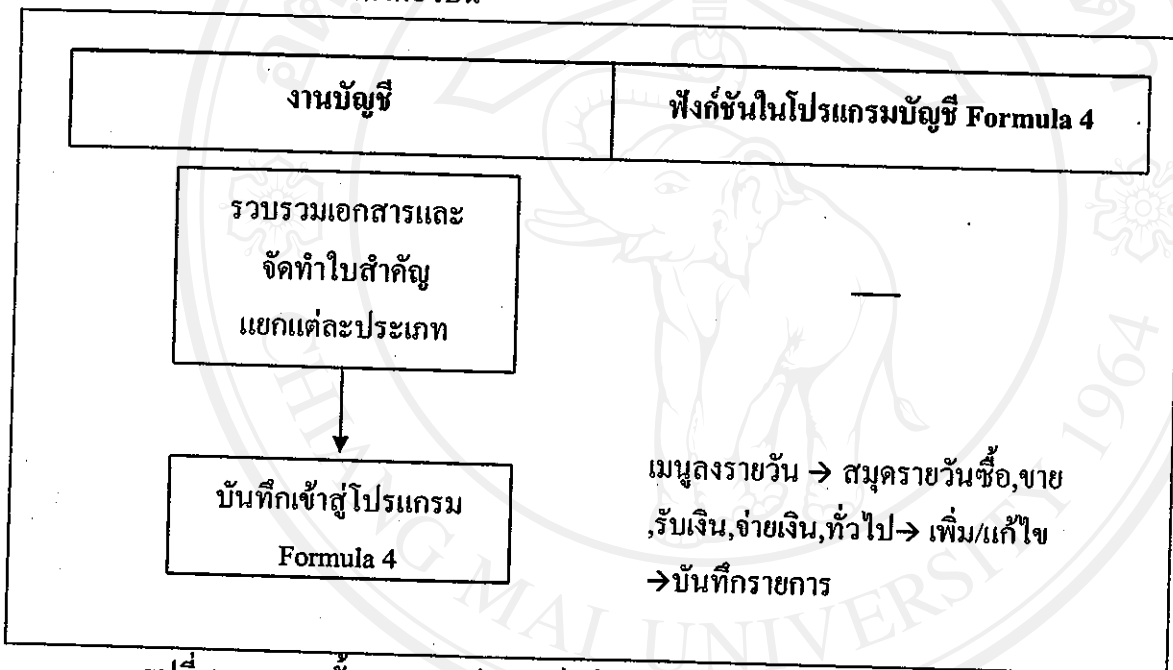 งานบัญชี
ฟังก์ชันในโปรแกรมบัญชี Formula 4
รวบรวมเอกสารและ
จัดทำใบสำคัญ
แยกแต่ละประเภท
บันทึกเข้าสู่โปรแกรม
Formula 4
เมนูลงรายวัน → สมุดรายวันซื้อ,ขาย
,รับเงิน,จ่ายเงิน,ทั่วไป→ เพิ่ม/แก้ไข
→บันทึกรายการ
CHIANG MAI UNIVERSITY 1964